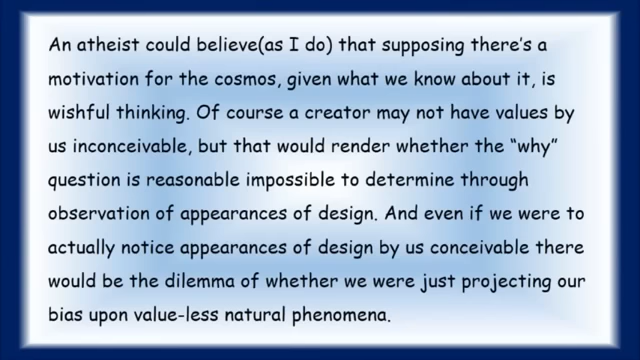 An atheist could believe(as I do) that supposing there's a
motivation for the cosmos, given what we know about it, is
wishful thinking. Of course a creator may not have values by
us inconceivable, but that would render whether the “why”
question is reasonable impossible to determine through
observation of appearances of design. And even if we were to
actually notice appearances of design by us conceivable there
would be the dilemma of whether we were just projecting our
bias upon value-less natural phenomena.